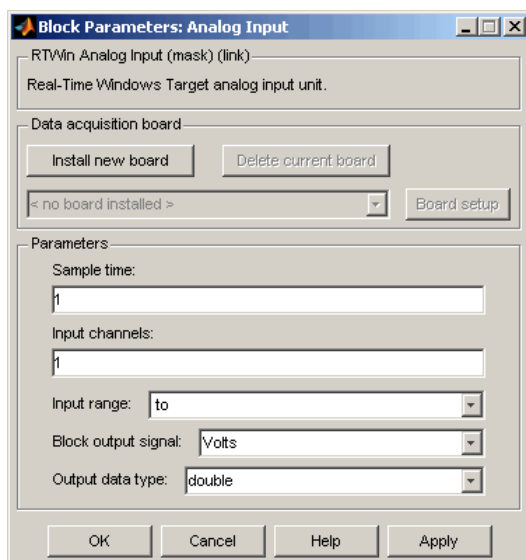 Block Parameters: Analog Input
RTWin Analog Input (mask) (link)
Real-Time Windows Target analog input unit.
Data acquisition board
Install new board Delete current board
< no board installed > Board setup
Parameters
Sample time:
1
Input channels:
1
Input range: to
Block output signal: Volts
Output data type: double
OK Cancel Help Apply